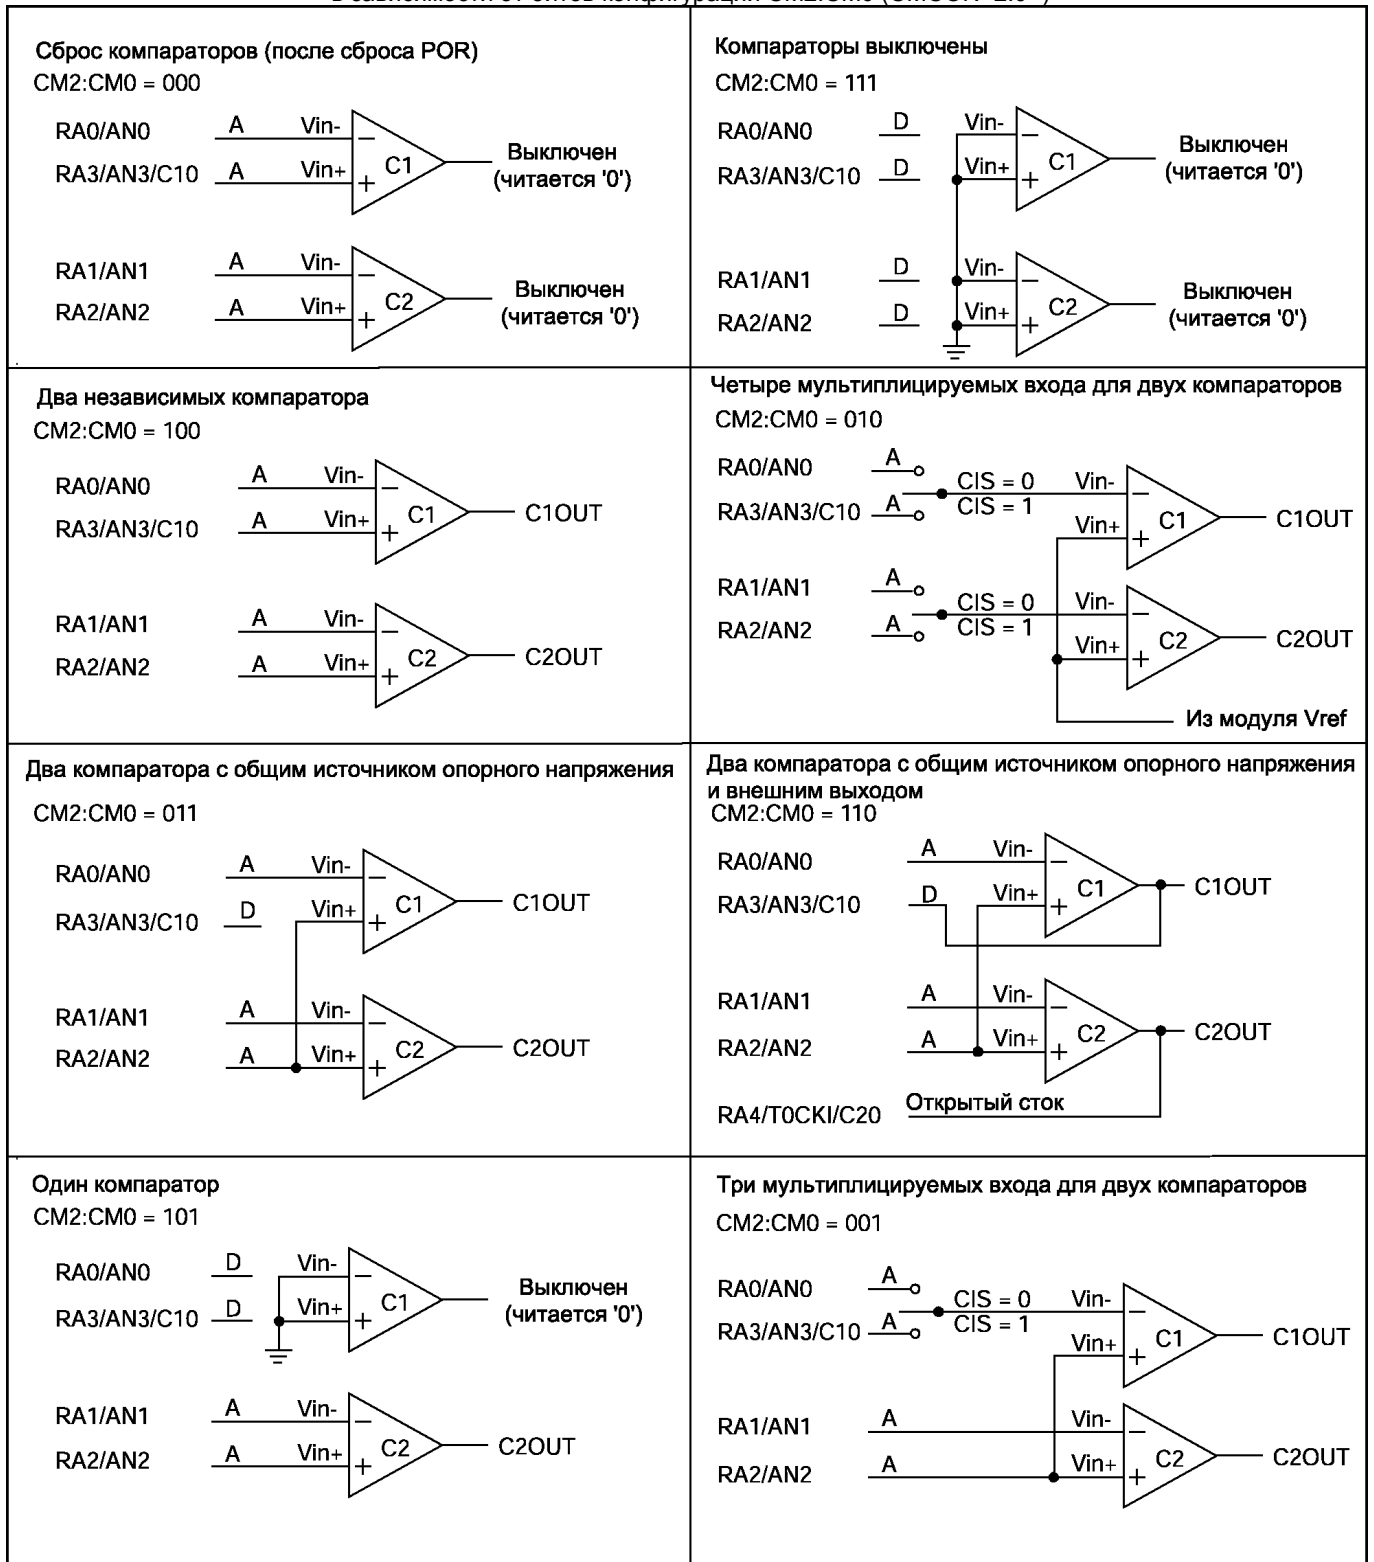 Сброс компараторов (после сброса POR)
CM2:CM0 = 000
RA0/AN0 A Vin-
RA3/AN3/C10 A Vin+
C1
Выключен
(читается '0')
RA1/AN1 A Vin-
RA2/AN2 A Vin+
C2
Выключен
(читается '0')
Компараторы выключены
CM2:CM0 = 111
RA0/AN0 D Vin-
RA3/AN3/C10 D Vin+
C1
Выключен
(читается '0')
RA1/AN1 D Vin-
RA2/AN2 D Vin+
C2
Выключен
(читается '0')
Два независимых компаратора
CM2:CM0 = 100
RA0/AN0 A Vin-
RA3/AN3/C10 A Vin+
C1 C1OUT
RA1/AN1 A Vin-
RA2/AN2 A Vin+
C2 C2OUT
Четыре мультиплицируемых входа для двух компараторов
CM2:CM0 = 010
RA0/AN0 A
CIS = 0 Vin-
RA3/AN3/C10 A CIS = 1
Vin+ C1 C1OUT
RA1/AN1 A
CIS = 0 Vin-
RA2/AN2 A CIS = 1
Vin+ C2 C2OUT
Из модуля Vref
Два компаратора с общим источником опорного напряжения
CM2:CM0 = 011
RA0/AN0 A Vin-
RA3/AN3/C10 D Vin+
C1 C1OUT
RA1/AN1 A Vin-
RA2/AN2 A Vin+
C2 C2OUT
Два компаратора с общим источником опорного напряжения
и внешним выходом
CM2:CM0 = 110
RA0/AN0 A Vin-
RA3/AN3/C10 D Vin+
C1 C1OUT
RA1/AN1 A Vin-
RA2/AN2 A Vin+
C2 C2OUT
RA4/T0CKI/C20 Открытый сток
Один компаратор
CM2:CM0 = 101
RA0/AN0 D Vin-
RA3/AN3/C10 D Vin+
C1
Выключен
(читается '0')
RA1/AN1 A Vin-
RA2/AN2 A Vin+
C2 C2OUT
Три мультиплицируемых входа для двух компараторов
CM2:CM0 = 001
RA0/AN0 A
CIS = 0 Vin-
RA3/AN3/C10 A CIS = 1
Vin+ C1 C1OUT
RA1/AN1 A Vin-
RA2/AN2 A Vin+
C2 C2OUT